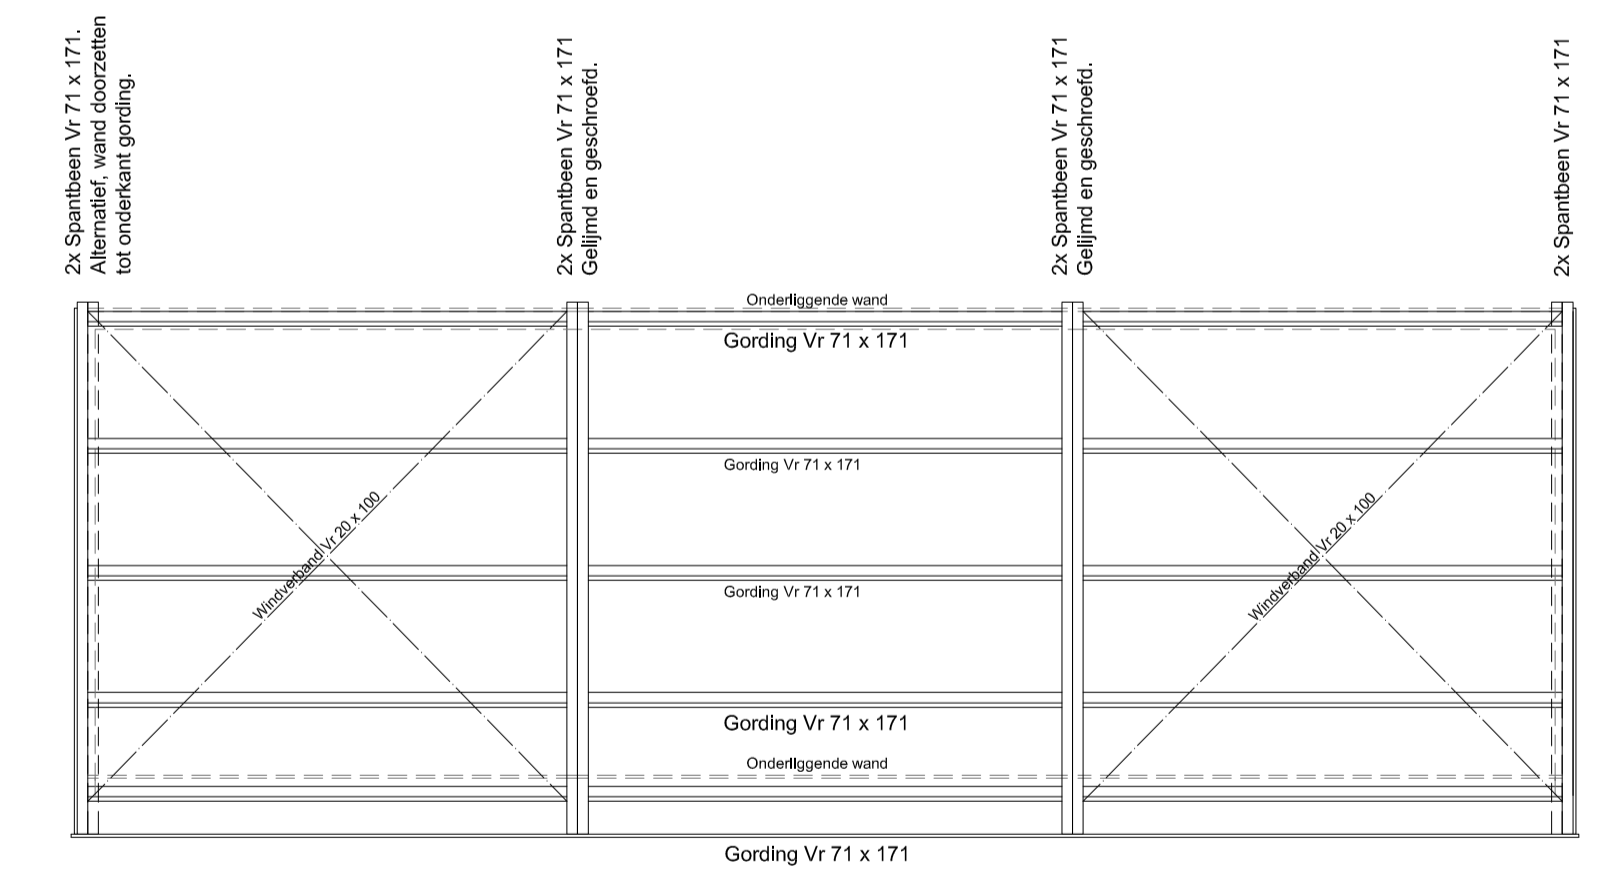 2x Spantbeen Vr 71 x 171.
Alternatief, wand doorzetten
tot onderkant gording.
2x Spantbeen Vr 71 x 171
Gelijmd en geschroefd.
2x Spantbeen Vr 71 x 171
Gelijmd en geschroefd.
2x Spantbeen Vr 71 x 171
Onderliggende wand
Gording Vr 71 x 171
Gording Vr 71 x 171
Windverband Vr 20 x 100
Windverband Vr 20 x 100
Gording Vr 71 x 171
Gording Vr 71 x 171
Onderliggende wand
Gording Vr 71 x 171